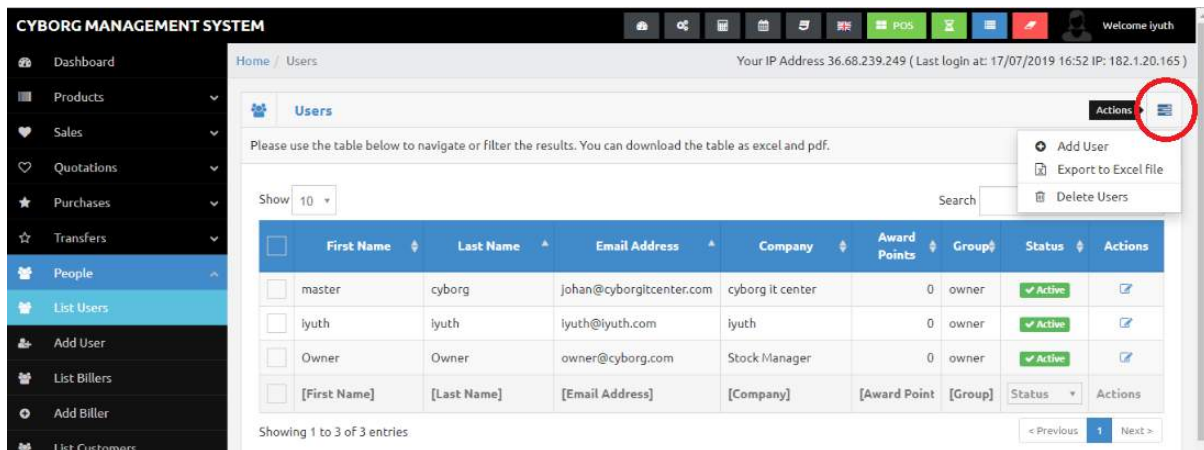 CYBORG MANAGEMENT SYSTEM
POS
Welcome iyuth
Dashboard
Products
Sales
Quotations
Purchases
Transfers
People
List Users
Add User
List Billers
Add Biller
List Customers
Home / Users
Your IP Address 36.68.239.249 ( Last login at: 17/07/2019 16:52 IP: 182.1.20.165 )
Users
Actions
Please use the table below to navigate or filter the results. You can download the table as excel and pdf.
Add User
Export to Excel file
Delete Users
Show 10
Search
First Name Last Name Email Address Company Award Points Group Status Actions
master cyborg johan@cyborgitcenter.com cyborg it center 0 owner Active
iyuth iyuth iyuth@iyuth.com iyuth 0 owner Active
Owner Owner owner@cyborg.com Stock Manager 0 owner Active
[First Name] [Last Name] [Email Address] [Company] [Award Point [Group] Status Actions
Showing 1 to 3 of 3 entries
< Previous 1 Next >